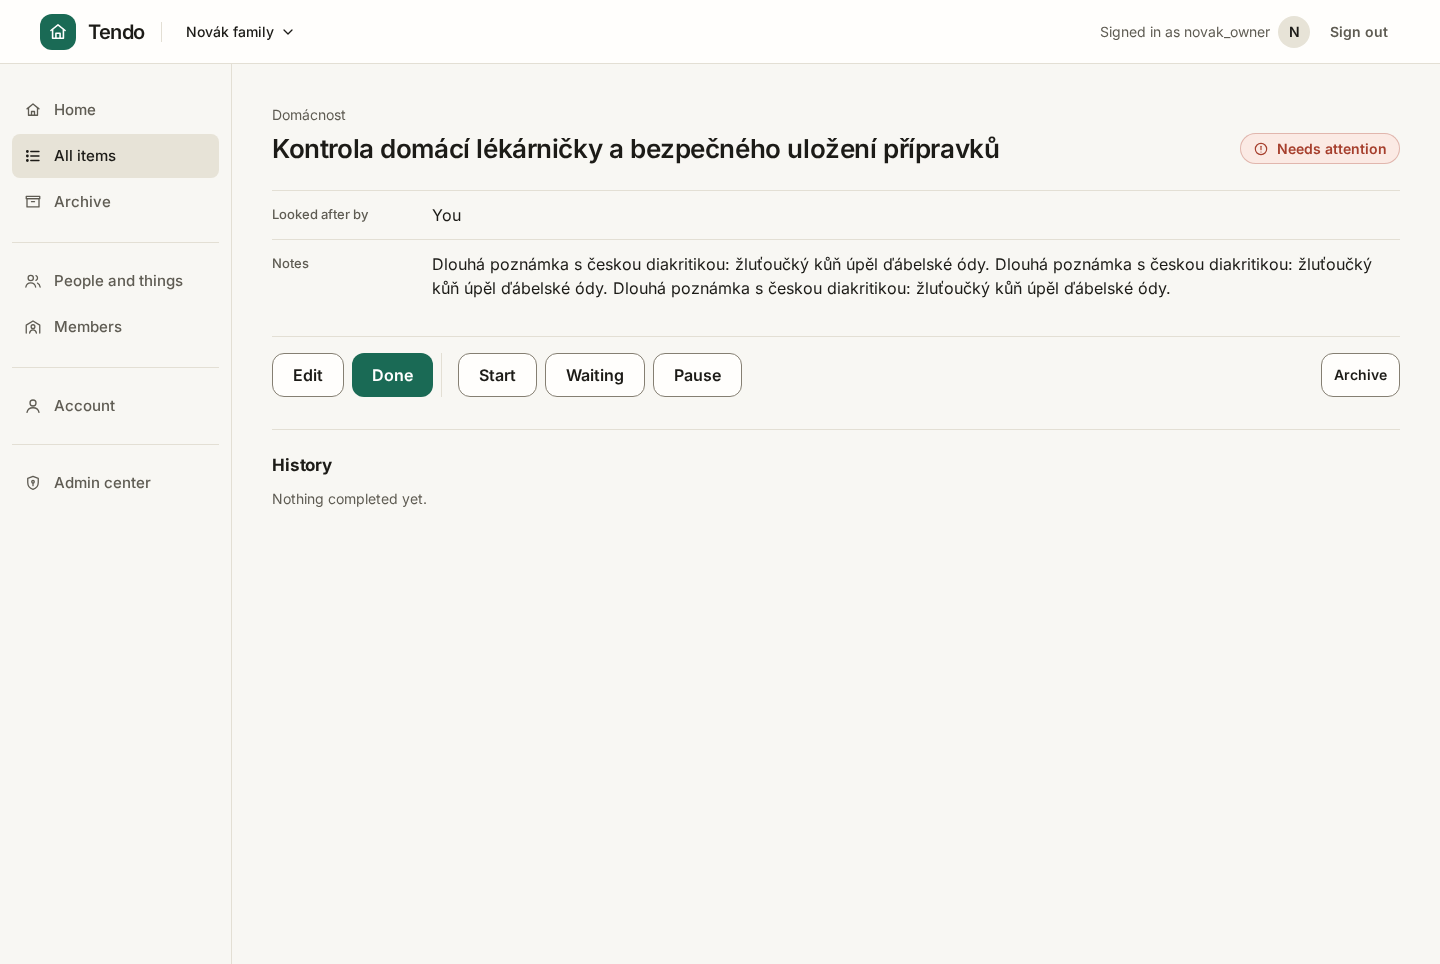 Tendo
Novák family
Signed in as novak_owner
N
Sign out
Home
All items
Archive
People and things
Members
Account
Admin center
Domácnost
Kontrola domácí lékárničky a bezpečného uložení přípravků
Needs attention
Looked after by
You
Notes
Dlouhá poznámka s českou diakritikou: žluťoučký kůň úpěl ďábelské ódy. Dlouhá poznámka s českou diakritikou: žluťoučký
kůň úpěl ďábelské ódy. Dlouhá poznámka s českou diakritikou: žluťoučký kůň úpěl ďábelské ódy.
Edit
Done
Start
Waiting
Pause
Archive
History
Nothing completed yet.